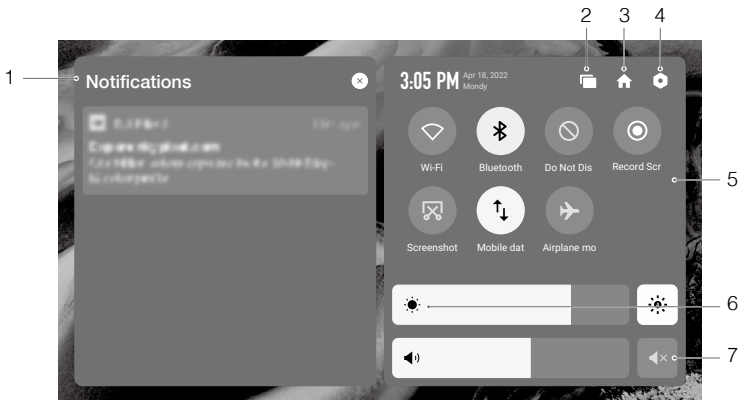 2 3 4
1 Notifications
3:05 PM Apr 18, 2022
Mondy
Wi-Fi Bluetooth Do Not Dis Record Scr
5
Screenshot Mobile dat Airplane mo
6
7